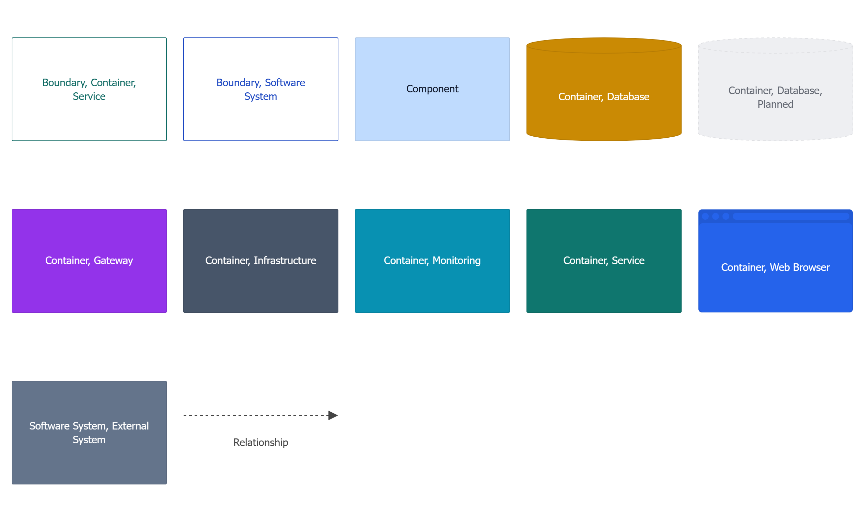 Boundary, Container,
Service
Boundary, Software
System
Component
Container, Database
Container, Database,
Planned
Container, Gateway
Container, Infrastructure
Container, Monitoring
Container, Service
Container, Web Browser
Software System, External
System
Relationship